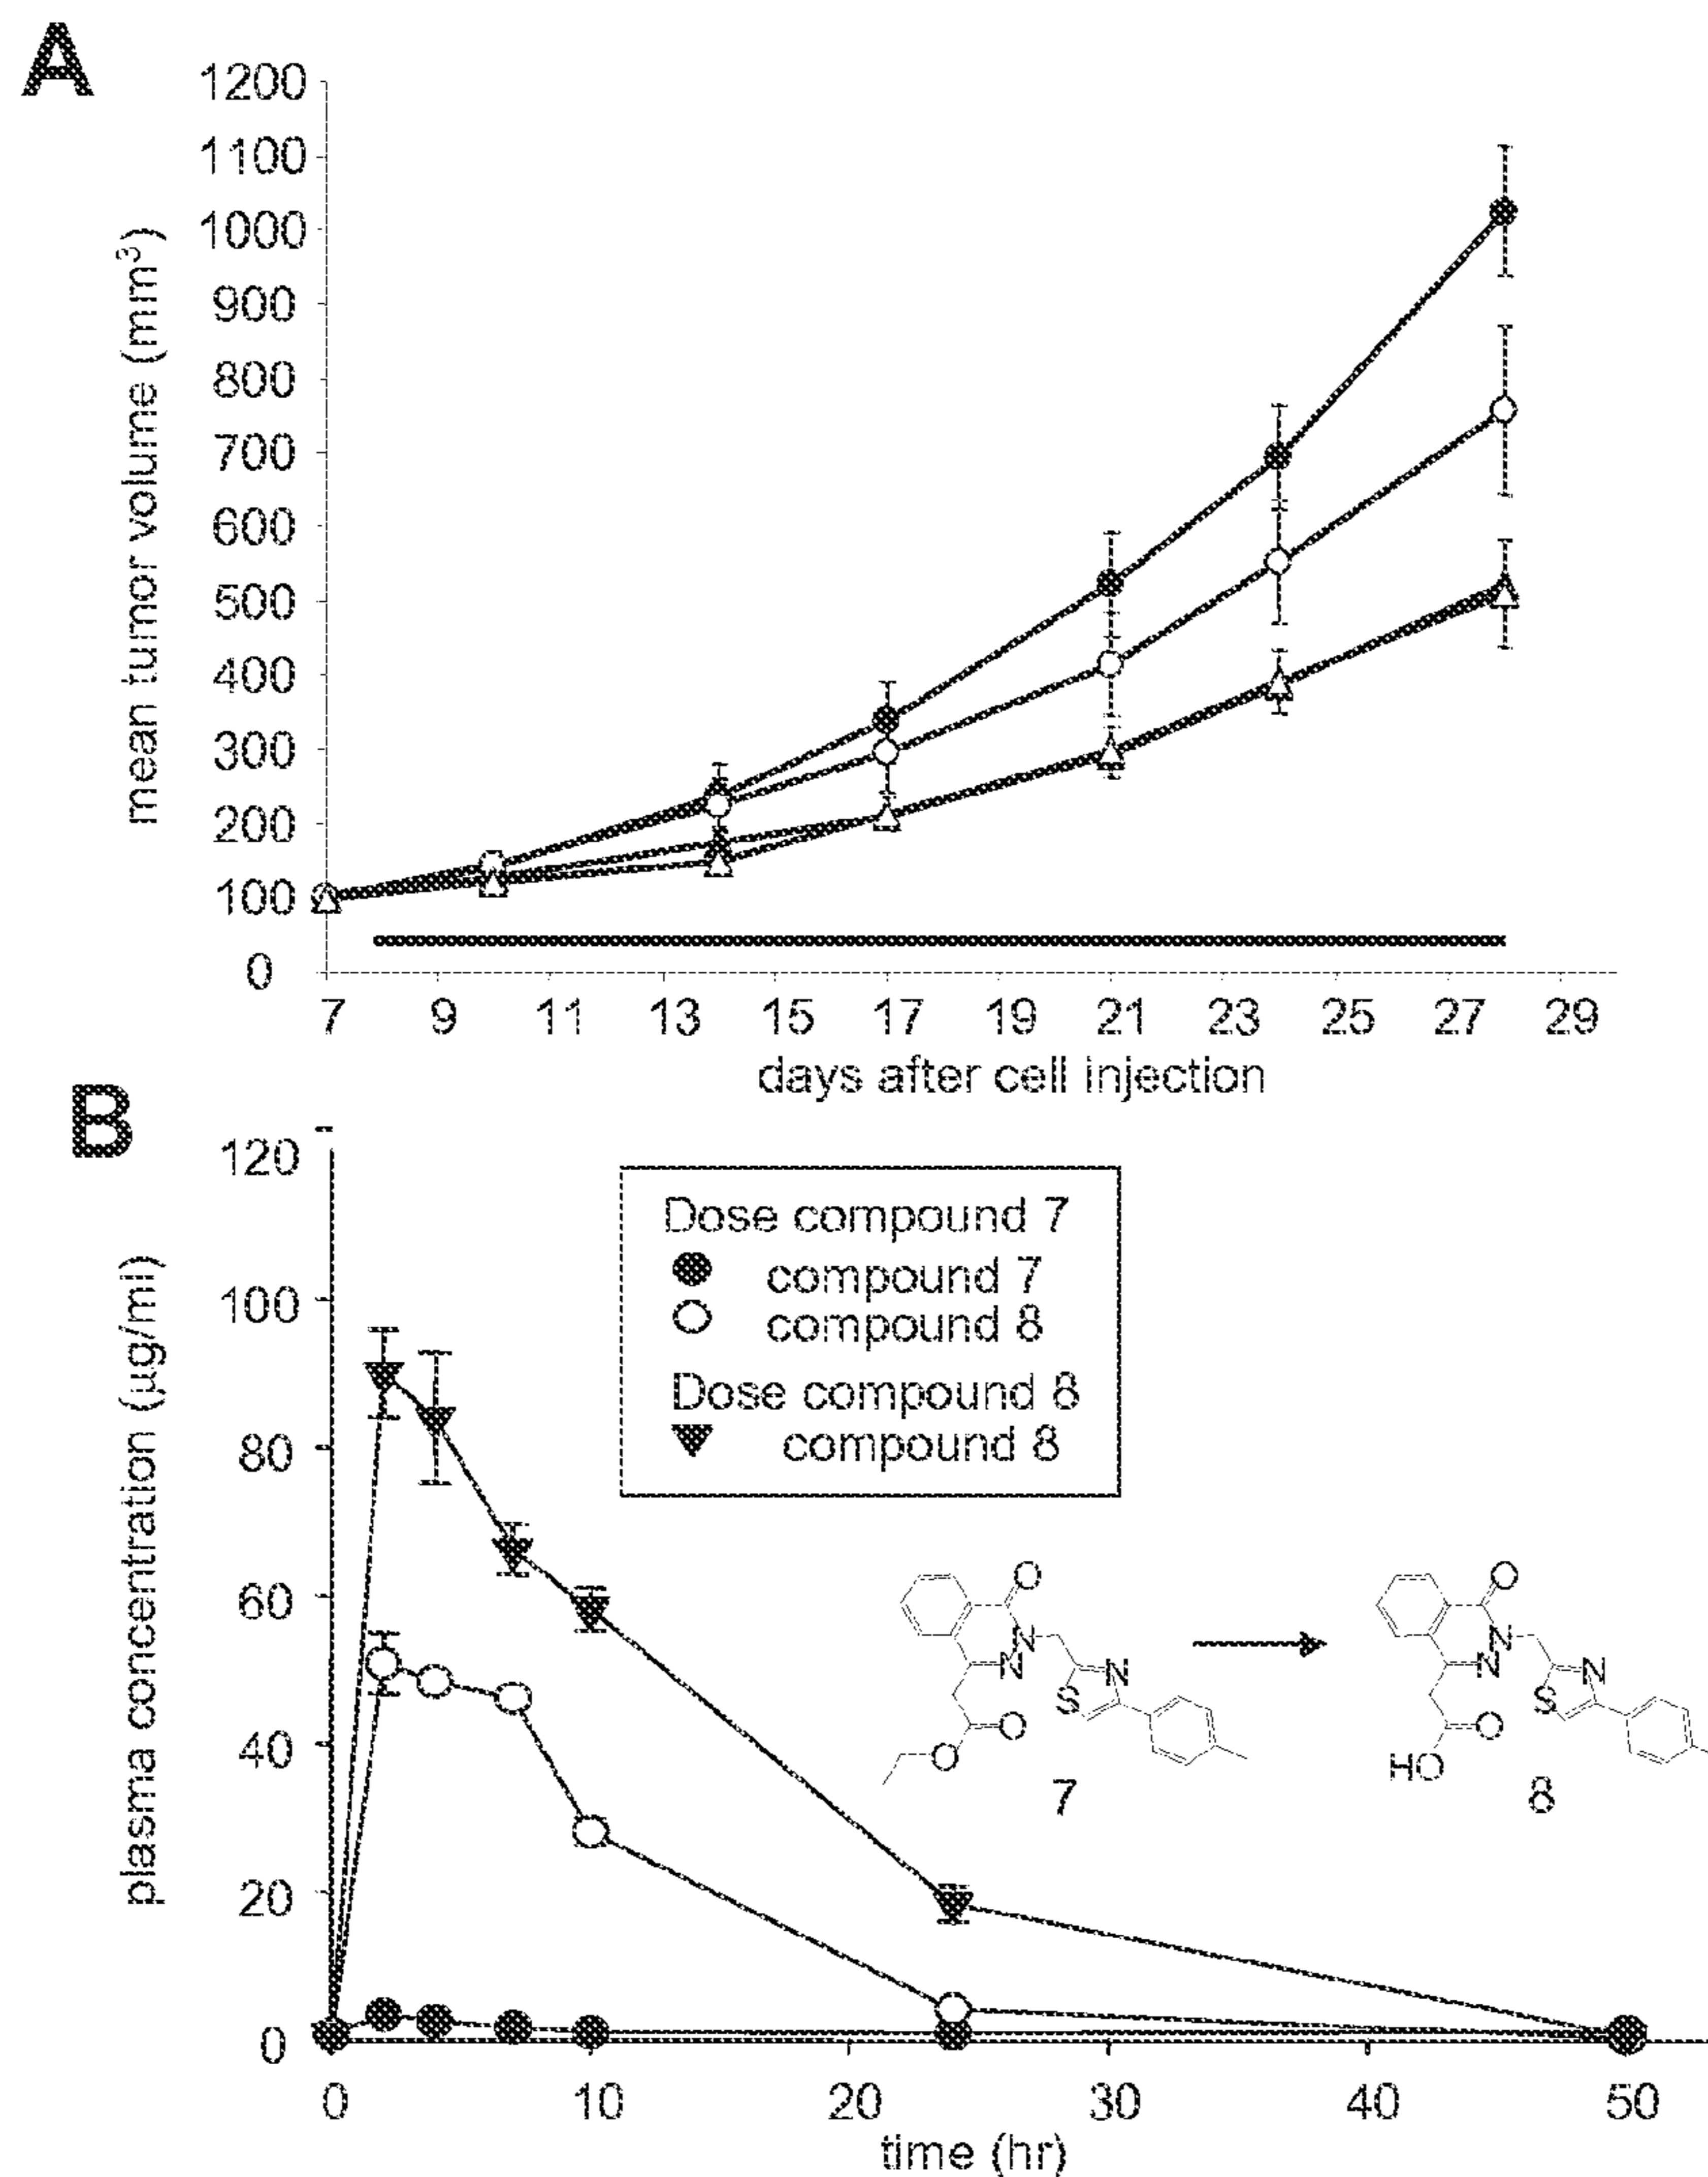 A
1200
1100
1000
900
800
700
600
500
400
300
200
100
0
mean tumor volume (mm³)
7 9 11 13 15 17 19 21 23 25 27 29
days after cell injection
B
120
100
80
60
40
20
0
plasma concentration (µg/ml)
Dose compound 7
compound 7
compound 8
Dose compound 8
compound 8
O
N
N
N
S
O
O
7
O
N
N
N
S
O
HO
8
0 10 20 30 40 50
time (hr)